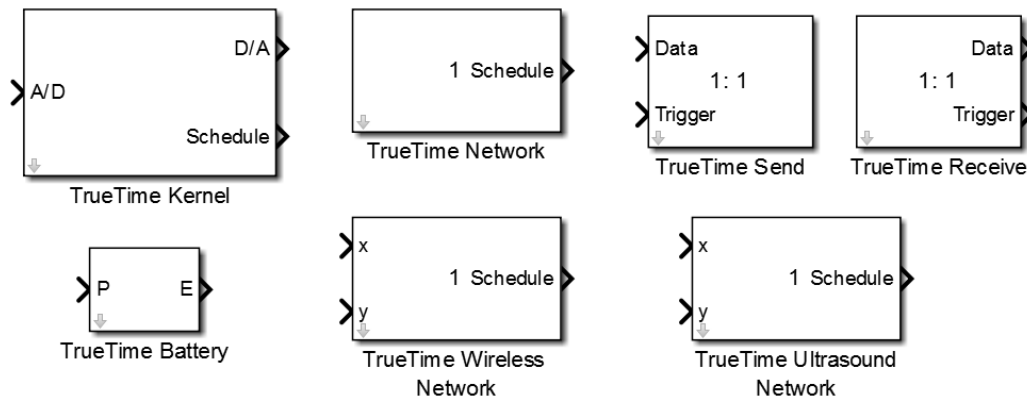 D/A
A/D
Schedule
TrueTime Kernel
1 Schedule
TrueTime Network
Data
1: 1
Trigger
TrueTime Send
Data
1: 1
Trigger
TrueTime Receive
P E
TrueTime Battery
x
1 Schedule
y
TrueTime Wireless
Network
x
1 Schedule
y
TrueTime Ultrasound
Network